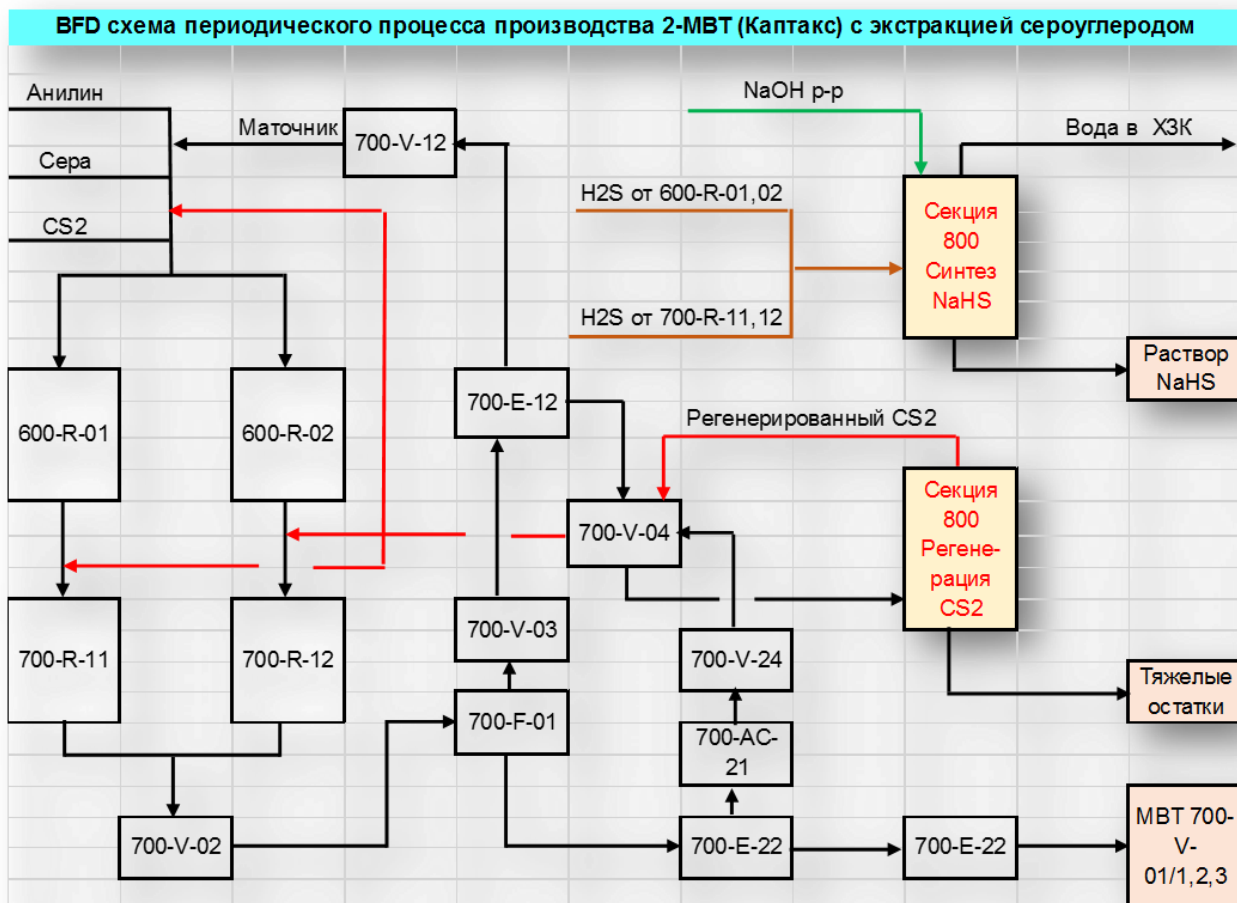 BFD схема периодического процесса производства 2-МВТ (Каптакс) с экстракцией сероуглеродом
Анилин
NaOH р-р
Маточник
700-V-12
Вода в ХЗК
Сера
H2S от 600-R-01,02
CS2
Секция
800
Синтез
NaHS
H2S от 700-R-11,12
Раствор
NaHS
600-R-01
600-R-02
700-E-12
Регенерированный CS2
Секция
800
Регене-
рация
CS2
700-V-04
700-R-11
700-R-12
700-V-03
700-V-24
Тяжелые
остатки
700-F-01
700-AC-
21
700-V-02
700-E-22
700-E-22
МВТ 700-
V-
01/1,2,3